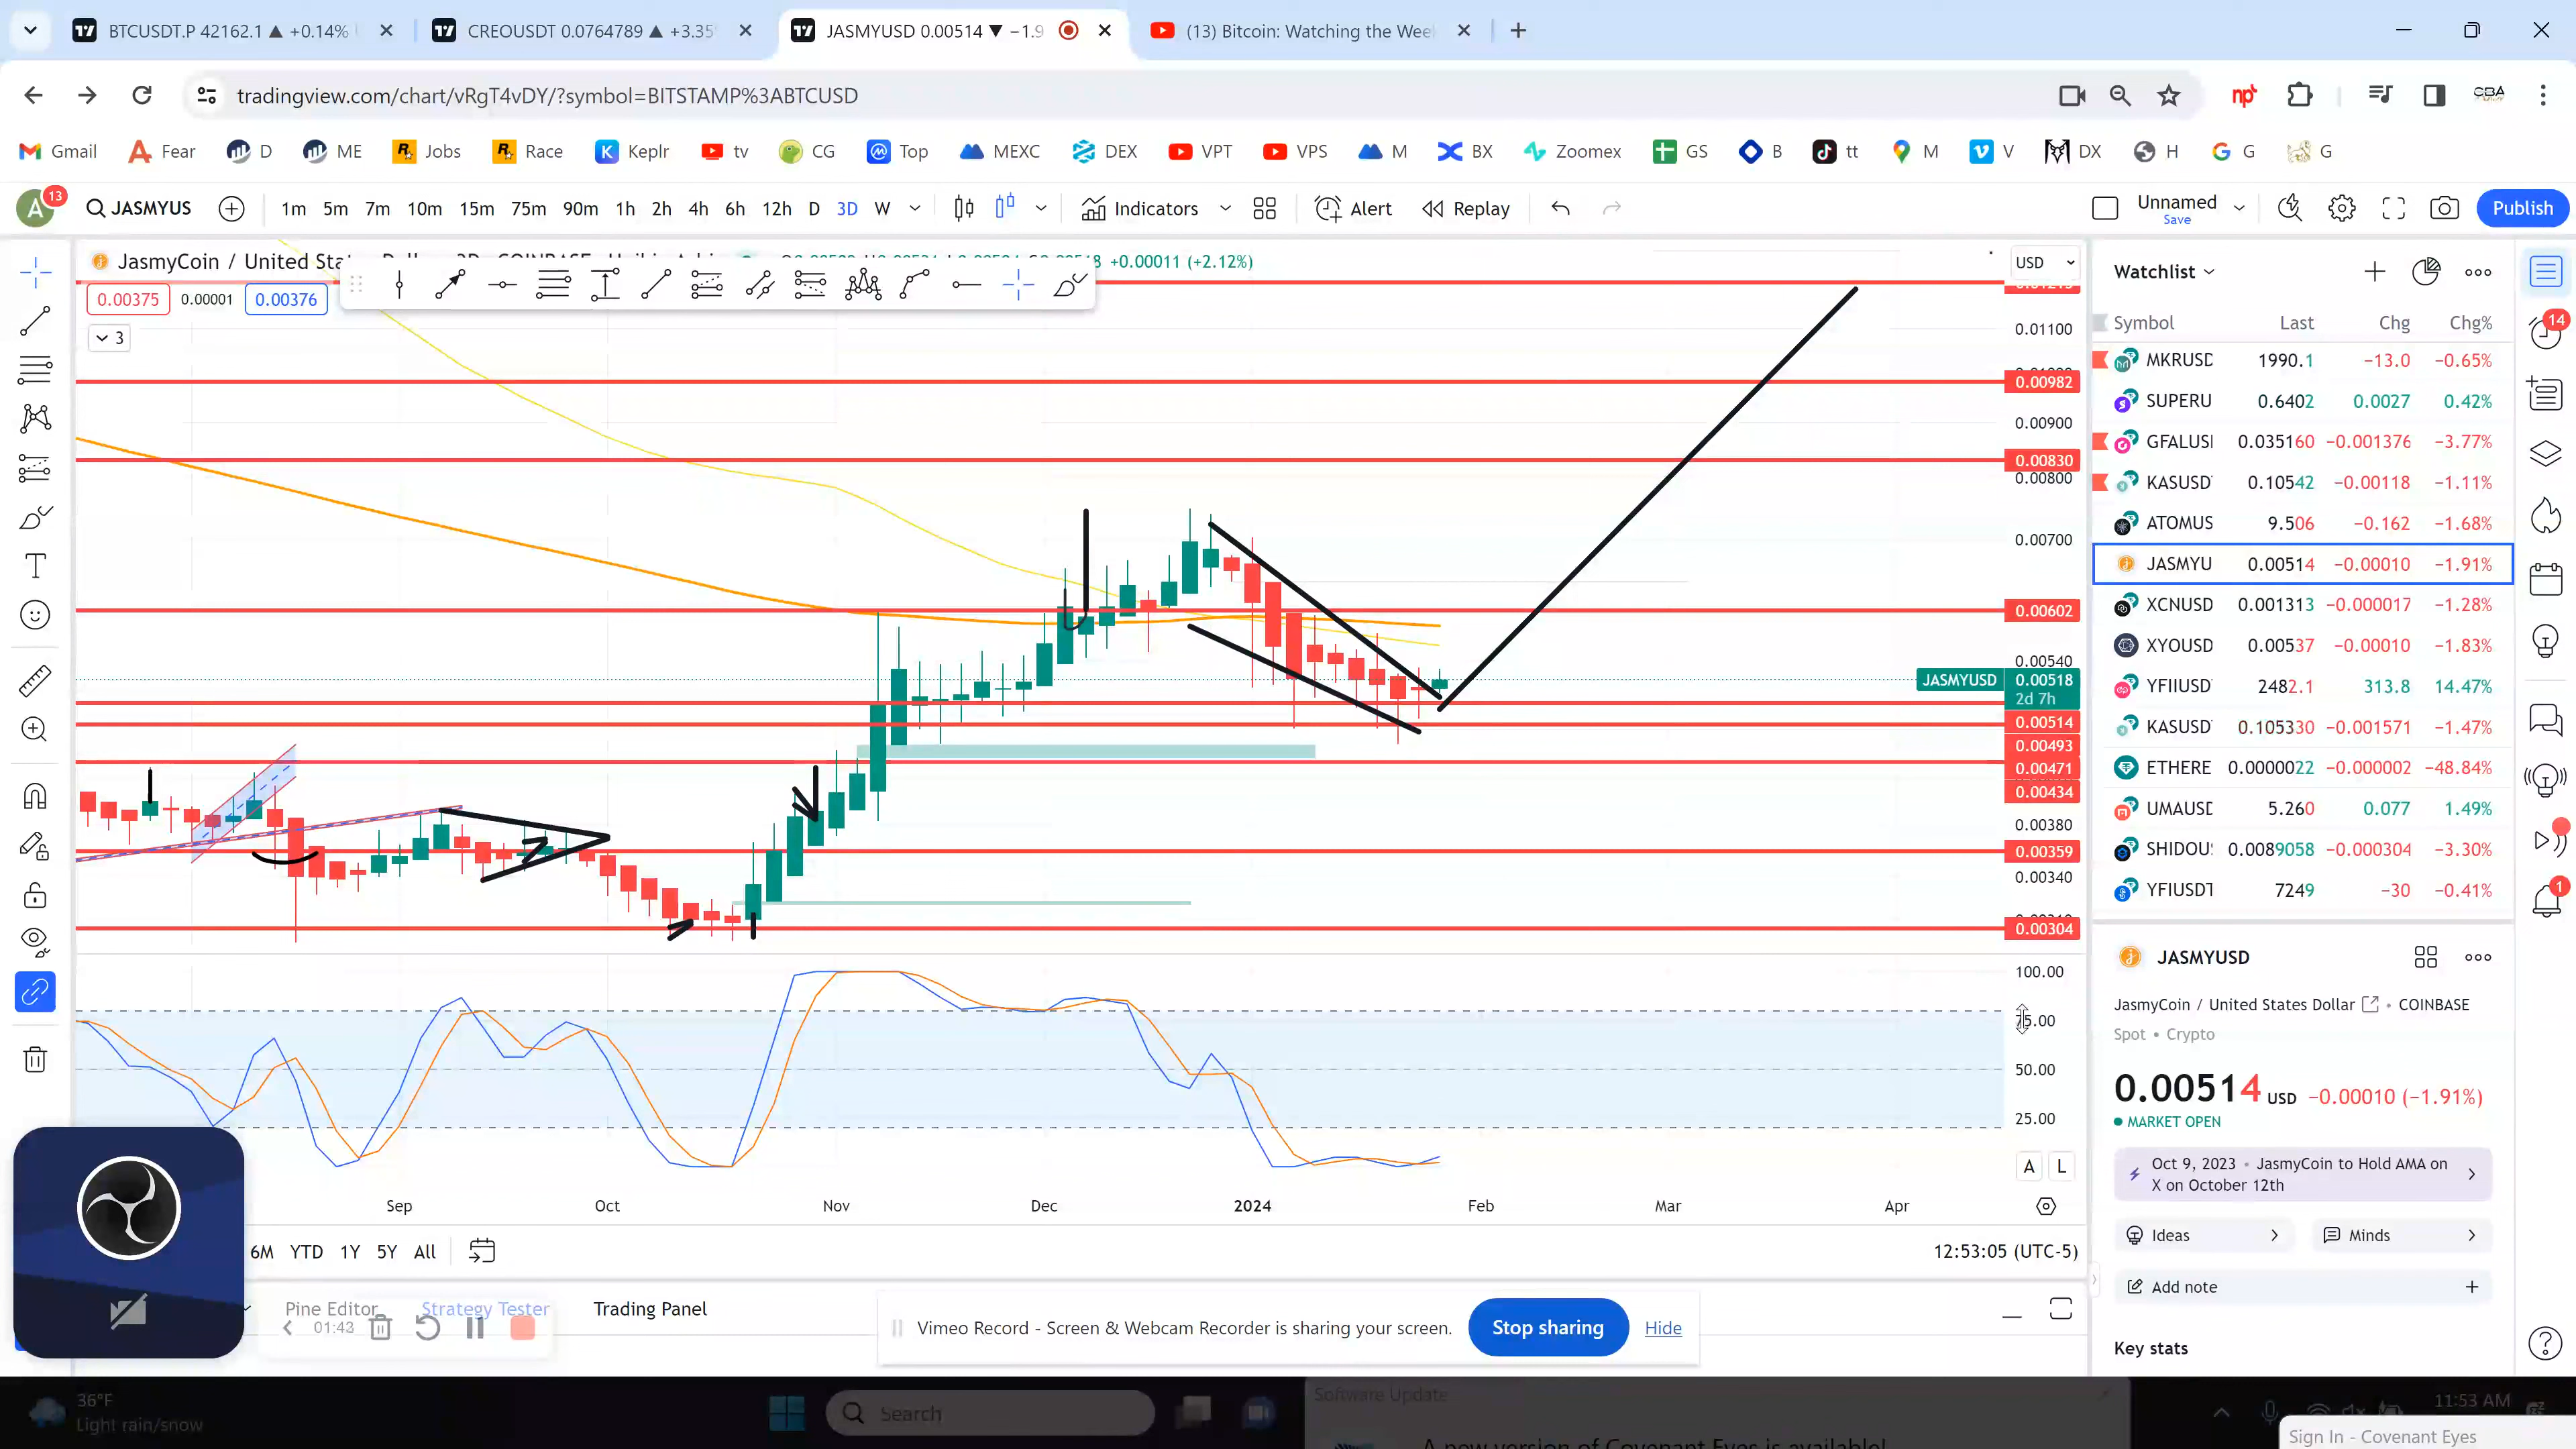 BTCUSDT.P 42162.1 ▲ +0.14%
CREOUSDT 0.0764789 ▲ +3.35
JASMYUSD 0.00514 ▼ −1.9
(13) Bitcoin: Watching the Wee
tradingview.com/chart/vRgT4vDY/?symbol=BITSTAMP%3ABTCUSD
Gmail Fear D ME Jobs Race Keplr tv CG Top MEXC DEX VPT VPS M BX Zoomex GS B tt M V DX H G G
A 13 JASMYUS 1m 5m 7m 10m 15m 75m 90m 1h 2h 4h 6h 12h D 3D W Indicators Alert Replay Unnamed Save Publish
JasmyCoin / United Sta
+0.00011 (+2.12%)
USD
0.00375 0.00001 0.00376
3
0.01100
0.00982
0.00900
0.00830
0.00800
0.00700
0.00602
0.00540
JASMYUSD 0.00518
2d 7h
0.00514
0.00493
0.00471
0.00434
0.00380
0.00359
0.00340
0.00304
100.00
75.00
50.00
25.00
A L
Sep Oct Nov Dec 2024 Feb Mar Apr
6M YTD 1Y 5Y All
12:53:05 (UTC-5)
Pine Editor Strategy Tester Trading Panel
01:43
Vimeo Record - Screen & Webcam Recorder is sharing your screen. Stop sharing Hide
Watchlist
Symbol Last Chg Chg%
MKRUSD 1990.1 −13.0 −0.65%
SUPERU 0.6402 0.0027 0.42%
GFALUSI 0.035160 −0.001376 −3.77%
KASUSD 0.10542 −0.00118 −1.11%
ATOMUS 9.506 −0.162 −1.68%
JASMYU 0.00514 −0.00010 −1.91%
XCNUSD 0.001313 −0.000017 −1.28%
XYOUSD 0.00537 −0.00010 −1.83%
YFIIUSD 2482.1 313.8 14.47%
KASUSD 0.105330 −0.001571 −1.47%
ETHERE 0.0000022 −0.000002 −48.84%
UMAUSD 5.260 0.077 1.49%
SHIDOU 0.0089058 −0.000304 −3.30%
YFIUSDT 7249 −30 −0.41%
JASMYUSD
JasmyCoin / United States Dollar • COINBASE
Spot • Crypto
0.00514 USD −0.00010 (−1.91%)
MARKET OPEN
Oct 9, 2023 • JasmyCoin to Hold AMA on
X on October 12th
Ideas
Minds
Add note
Key stats
14
1
36°F
Light rain/snow
Search
Software Update
A new version of Covenant Eyes is available!
11:53 AM
Sign In - Covenant Eyes